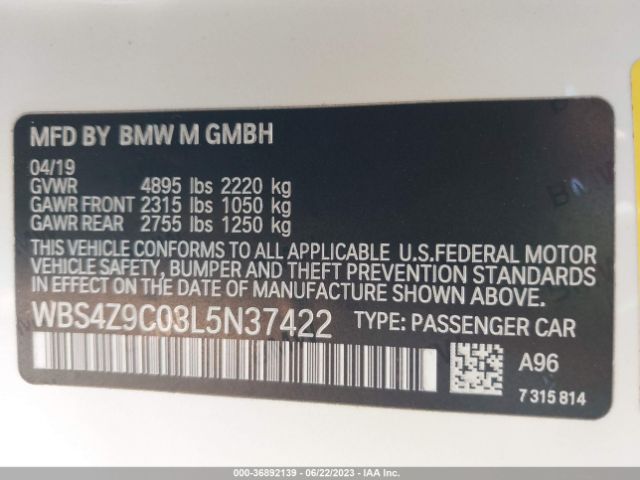 MFD BY BMW M GMBH
04/19
GVWR 4895 lbs 2220 kg
GAWR FRONT 2315 lbs 1050 kg
GAWR REAR 2755 lbs 1250 kg
THIS VEHICLE CONFORMS TO ALL APPLICABLE U.S.FEDERAL MOTOR
VEHICLE SAFETY, BUMPER AND THEFT PREVENTION STANDARDS
IN EFFECT ON THE DATE OF MANUFACTURE SHOWN ABOVE.
WBS4Z9C03L5N37422 TYPE: PASSENGER CAR
A96
7 315 814
000-36892139 - 06/22/2023 - IAA Inc.